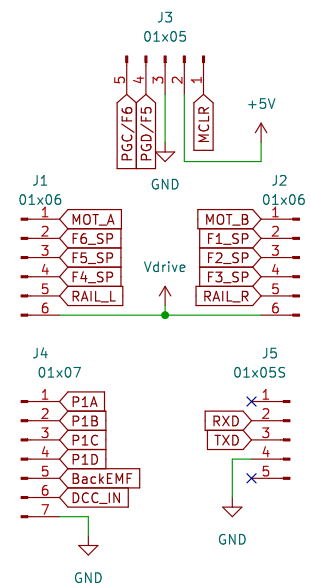 J3
01x05
5 4 3 2 1
PGC/F6
PGD/F5
MCLR
+5V
GND
J1
01x06
1 MOT_A
2 F6_SP
3 F5_SP
4 F4_SP
5 RAIL_L
6
Vdrive
J2
01x06
MOT_B 1
F1_SP 2
F2_SP 3
F3_SP 4
RAIL_R 5
6
J4
01x07
1 P1A
2 P1B
3 P1C
4 P1D
5 BackEMF
6 DCC_IN
7
GND
J5
01x05S
1
RXD 2
TXD 3
4
5
GND